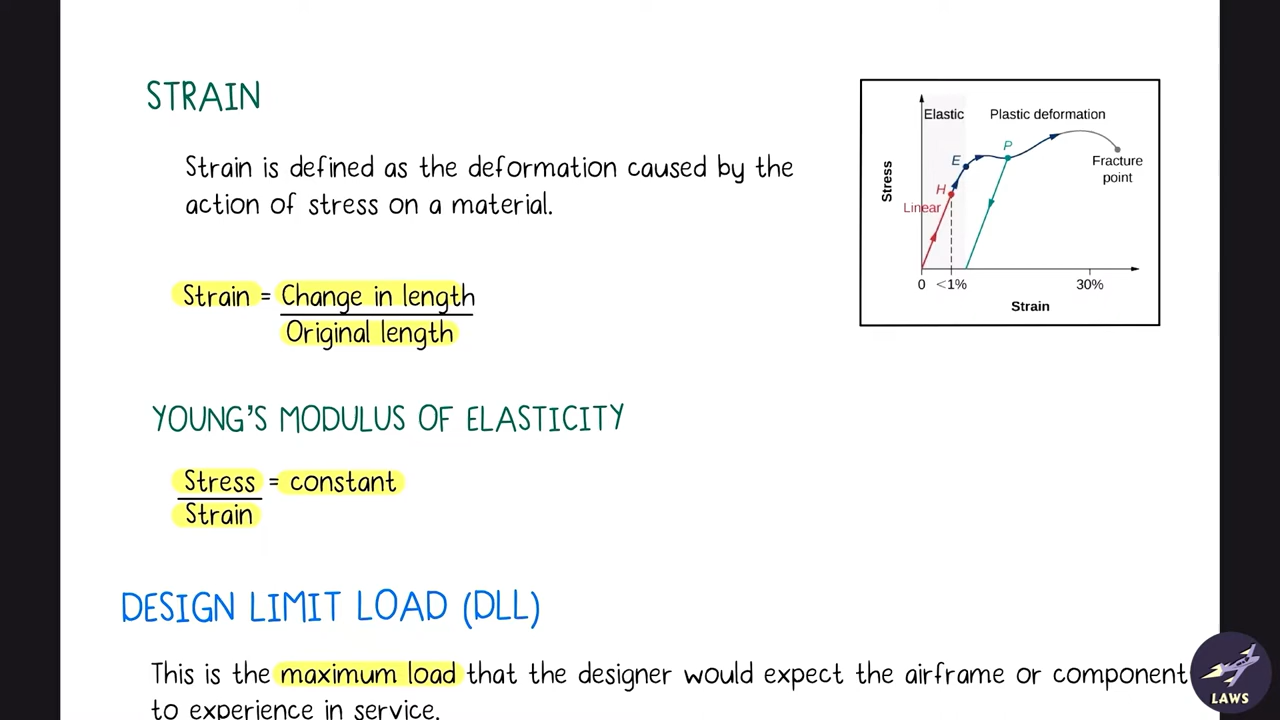 STRAIN
Strain is defined as the deformation caused by the
action of stress on a material.
Strain = Change in length
Original length
Elastic
Plastic deformation
E
P
H
Linear
Fracture
point
Stress
0
<1%
30%
Strain
YOUNG'S MODULUS OF ELASTICITY
Stress = constant
Strain
DESIGN LIMIT LOAD (DLL)
This is the maximum load that the designer would expect the airframe or component
to experience in service.
LAWS